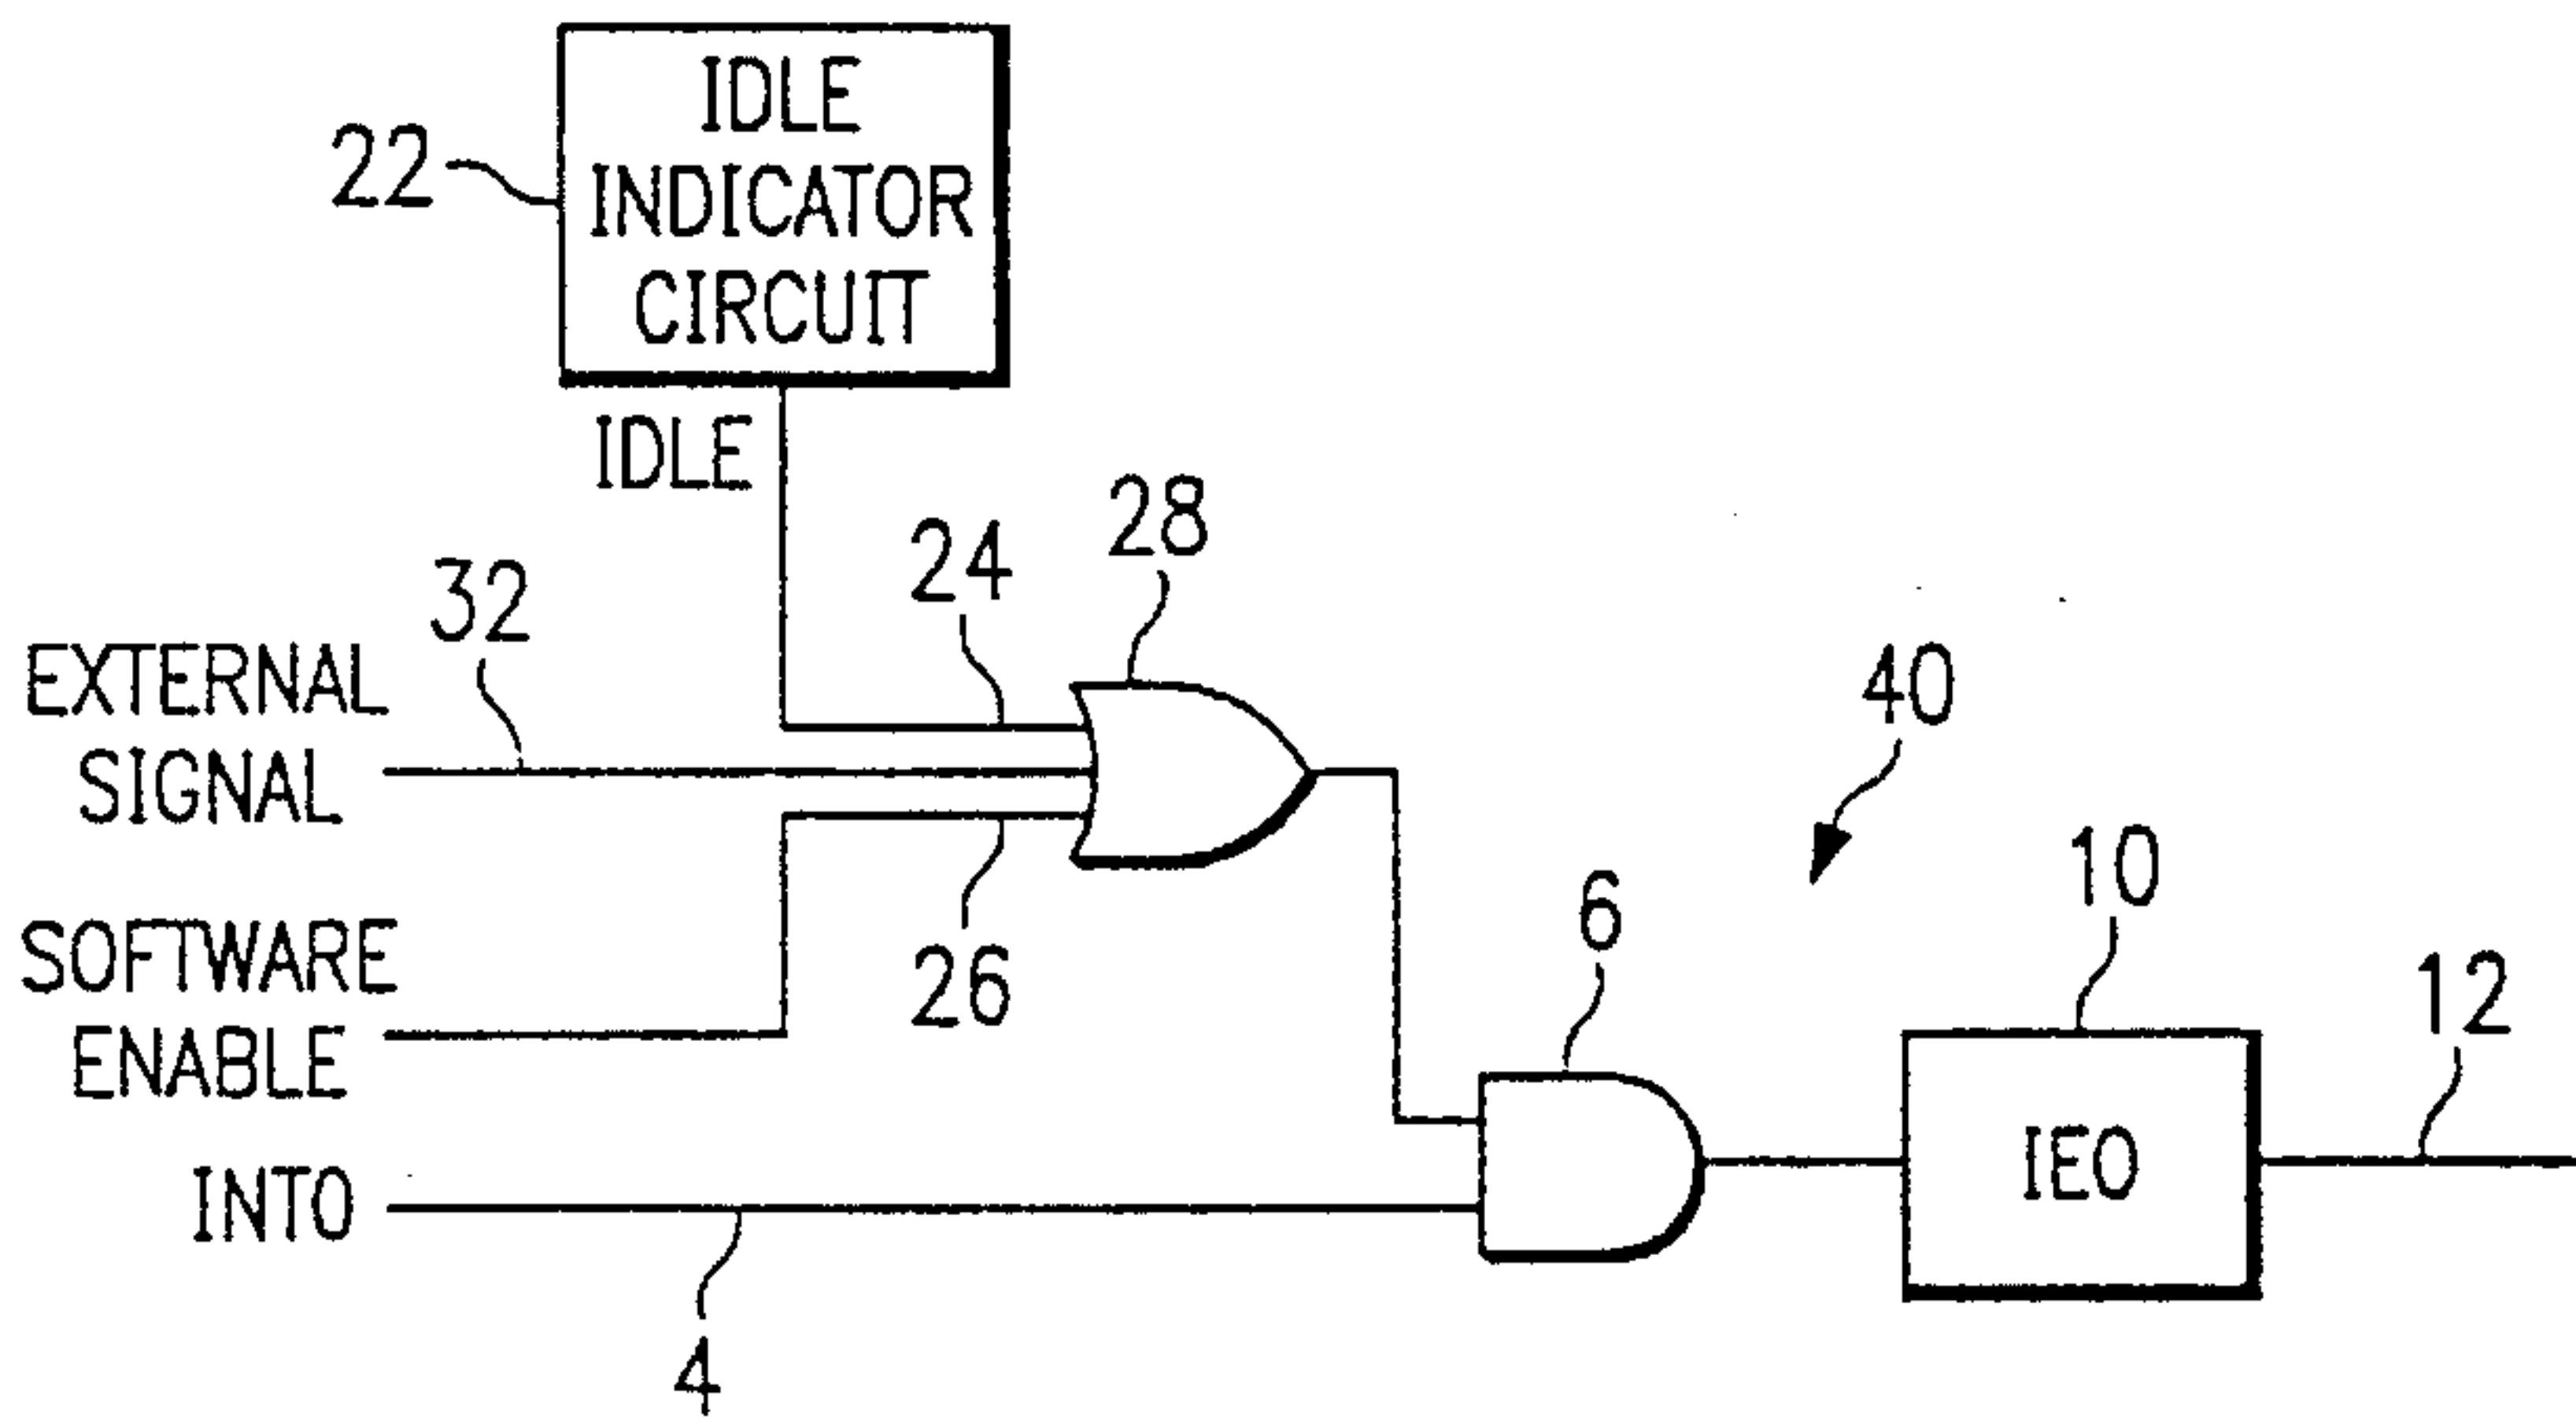 IDLE
INDICATOR
CIRCUIT
22
IDLE
24
28
32
EXTERNAL
SIGNAL
40
26
SOFTWARE
ENABLE
6
10
12
INTO
IEO
4